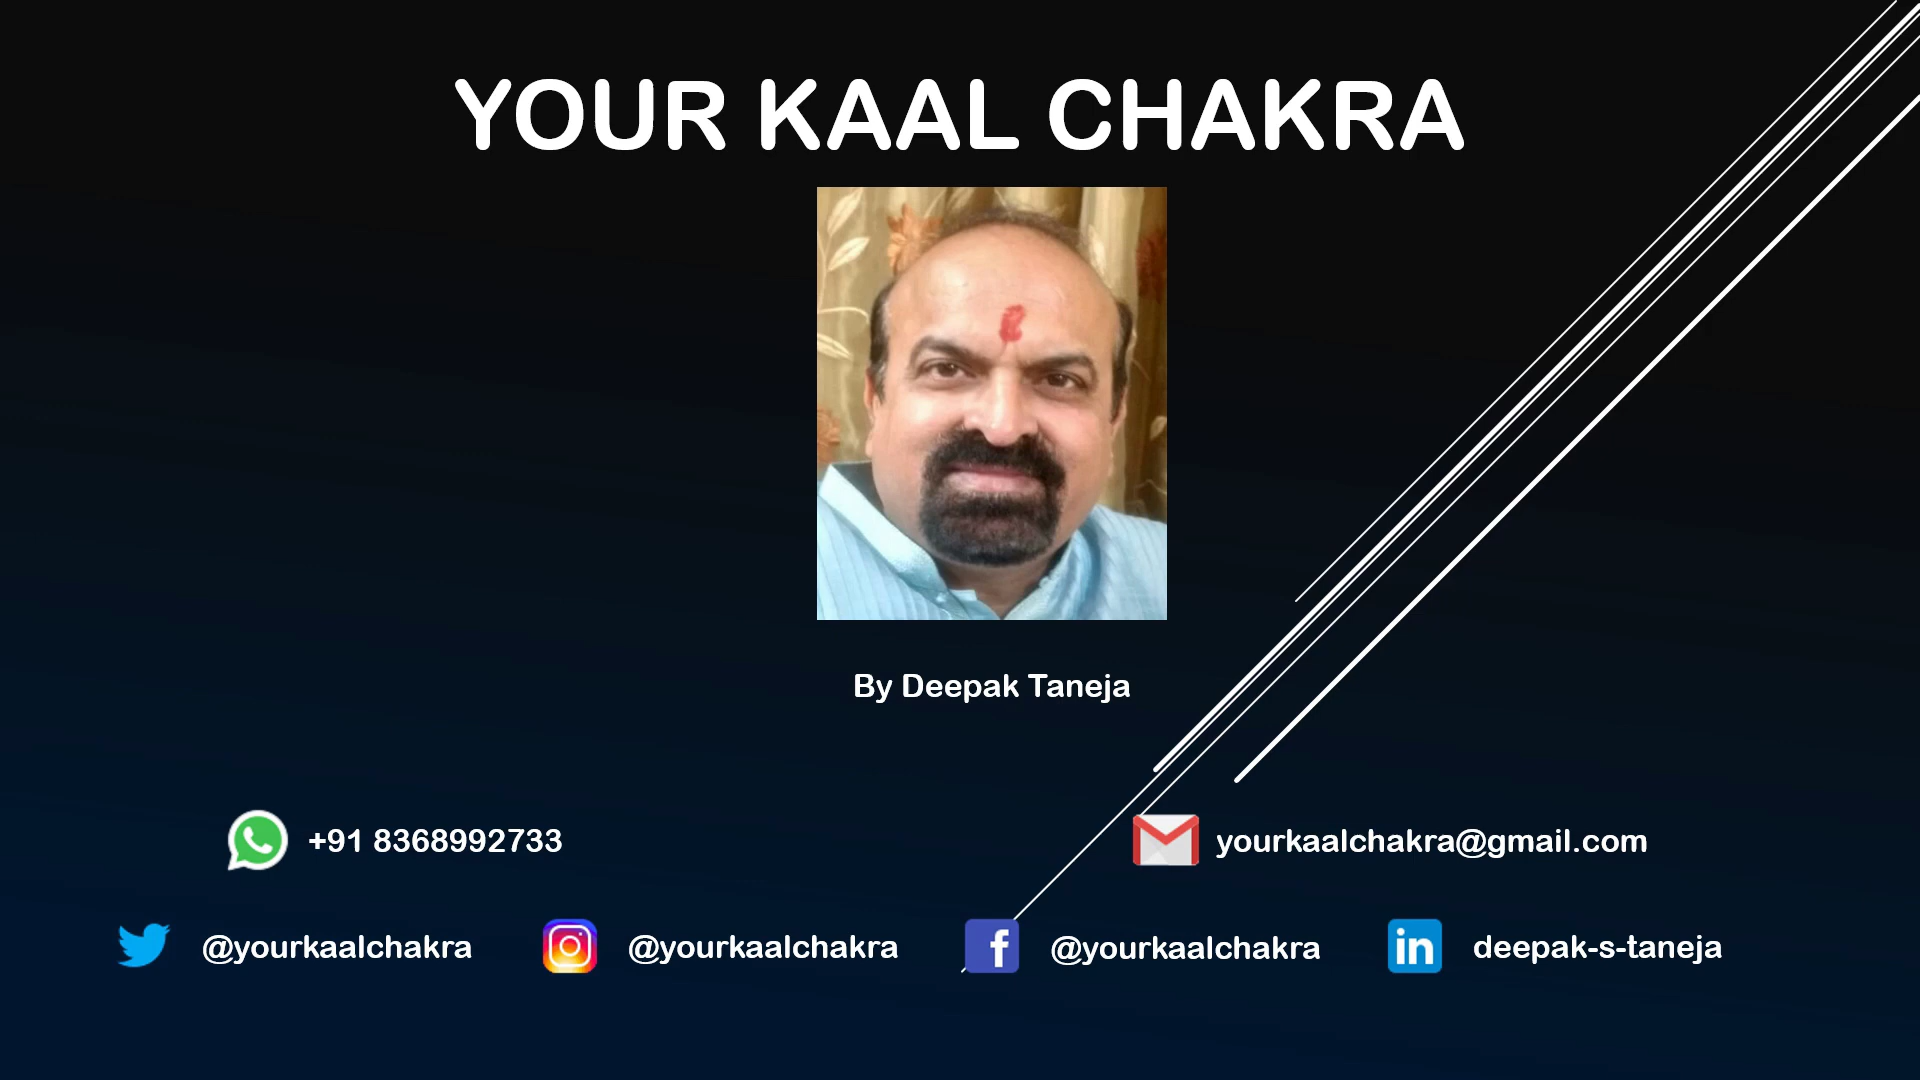 YOUR KAAL CHAKRA
By Deepak Taneja
+91 8368992733
yourkaalchakra@gmail.com
@yourkaalchakra
@yourkaalchakra
@yourkaalchakra
deepak-s-taneja